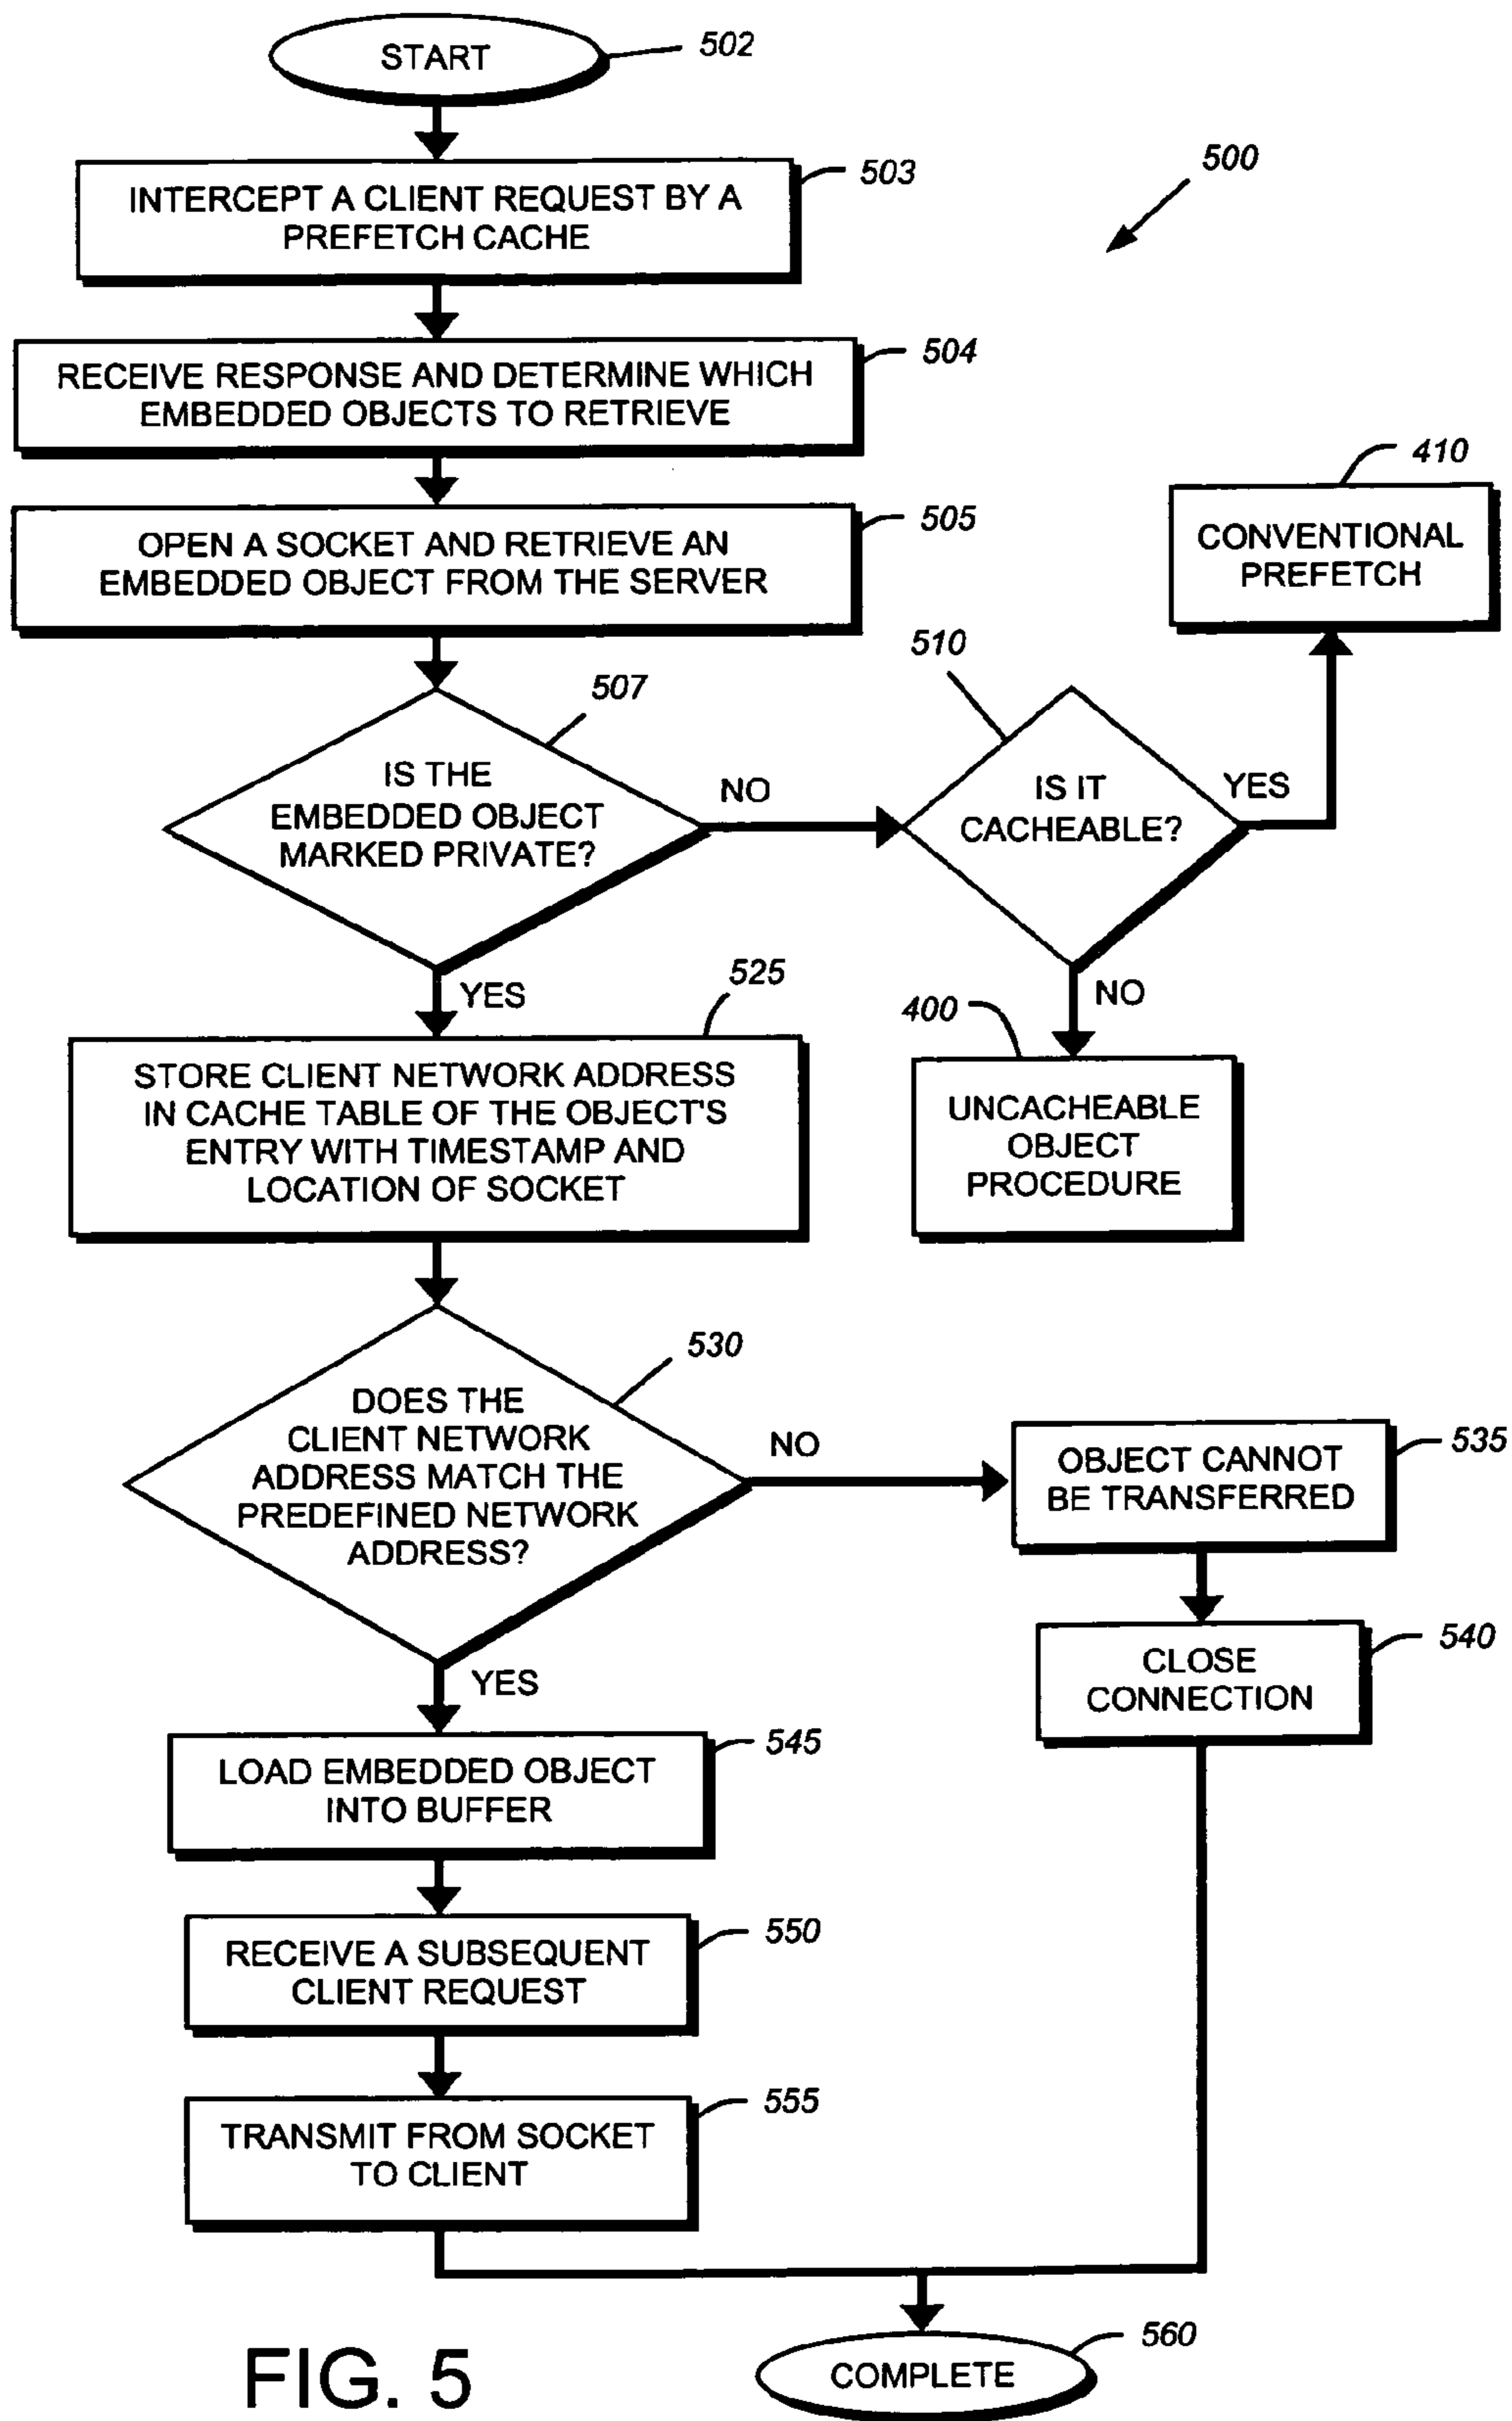 START
502
500
INTERCEPT A CLIENT REQUEST BY A
PREFETCH CACHE
503
RECEIVE RESPONSE AND DETERMINE WHICH
EMBEDDED OBJECTS TO RETRIEVE
504
OPEN A SOCKET AND RETRIEVE AN
EMBEDDED OBJECT FROM THE SERVER
505
410
CONVENTIONAL
PREFETCH
507
IS THE
EMBEDDED OBJECT
MARKED PRIVATE?
NO
510
IS IT
CACHEABLE?
YES
YES
NO
525
STORE CLIENT NETWORK ADDRESS
IN CACHE TABLE OF THE OBJECT'S
ENTRY WITH TIMESTAMP AND
LOCATION OF SOCKET
400
UNCACHEABLE
OBJECT
PROCEDURE
530
DOES THE
CLIENT NETWORK
ADDRESS MATCH THE
PREDEFINED NETWORK
ADDRESS?
NO
OBJECT CANNOT
BE TRANSFERRED
535
CLOSE
CONNECTION
540
YES
LOAD EMBEDDED OBJECT
INTO BUFFER
545
RECEIVE A SUBSEQUENT
CLIENT REQUEST
550
TRANSMIT FROM SOCKET
TO CLIENT
555
COMPLETE
560
FIG. 5